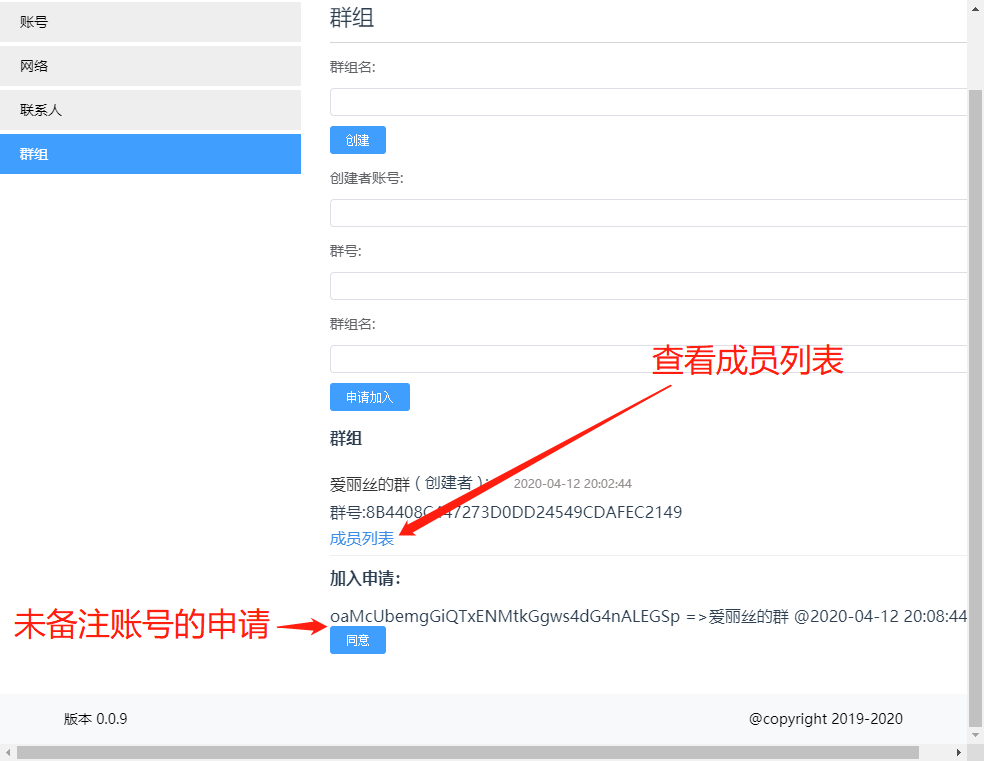 账号
网络
联系人
群组
群组
群组名:
创建
创建者账号:
群号:
群组名:
查看成员列表
申请加入
群组
爱丽丝的群 ( 创建者 ): 2020-04-12 20:02:44
群号:8B4408C447273D0DD24549CDAFEC2149
成员列表
加入申请:
未备注账号的申请
oaMcUbemgGiQTxENMtkGgws4dG4nALEGSp =>爱丽丝的群 @2020-04-12 20:08:44
同意
版本 0.0.9
@copyright 2019-2020